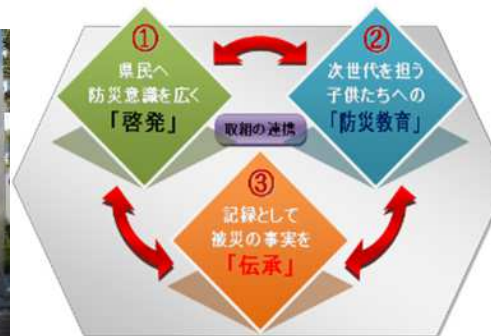 ①
県民へ
防災意識を広く
「啓発」
②
次世代を担う
子供たちへの
「防災教育」
取組の連携
③
記録として
被災の事実を
「伝承」